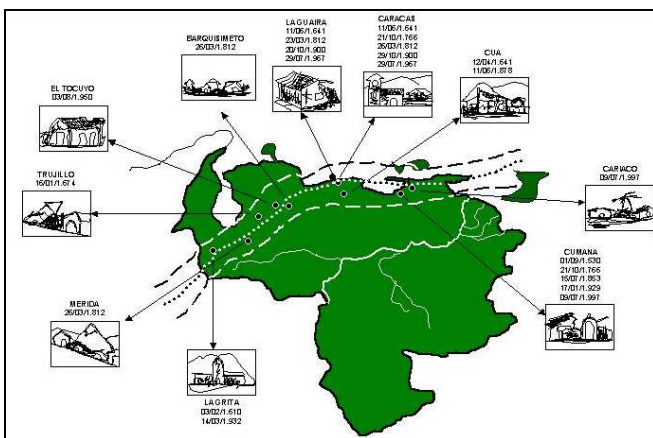 BARQUISIMETO
26/03/1.812
LA GUAIRA
11/06/1.641
23/03/1.812
20/10/1.900
29/07/1.967
CARACAS
11/06/1.641
21/10/1.766
26/03/1.812
29/10/1.900
29/07/1.967
CUA
12/04/1.641
11/06/1.878
EL TOCUYO
03/08/1.950
TRUJILLO
16/01/1.674
CARIACO
09/07/1.997
CUMANA
01/09/1.530
21/10/1.766
15/07/1.853
17/01/1.929
09/07/1.997
MERIDA
26/03/1.812
LA GRITA
03/02/1.610
14/03/1.932